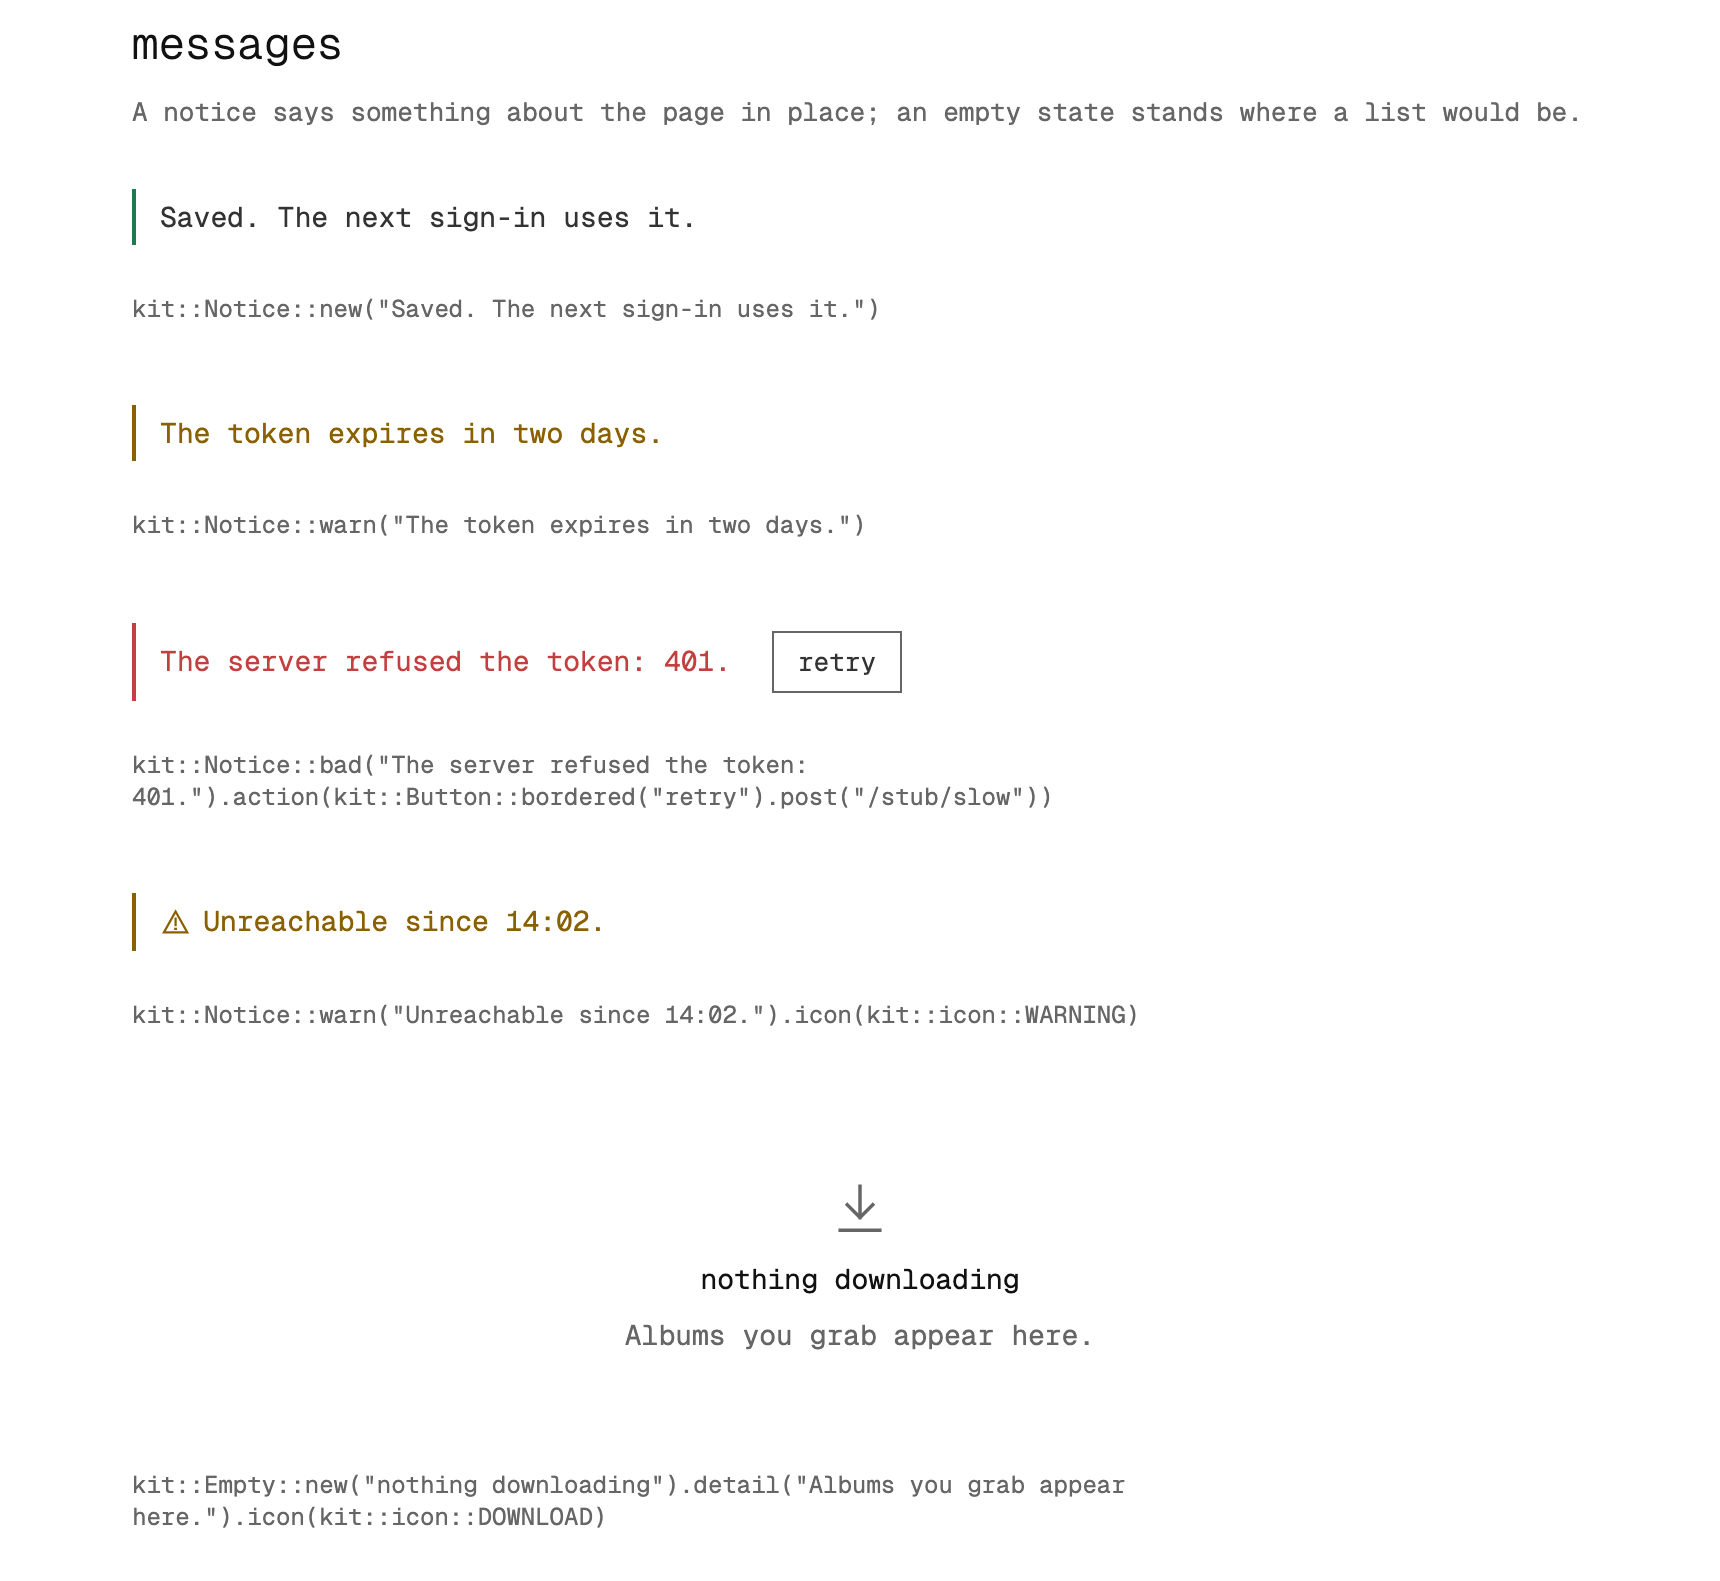 messages
A notice says something about the page in place; an empty state stands where a list would be.
Saved. The next sign-in uses it.
kit::Notice::new("Saved. The next sign-in uses it.")
The token expires in two days.
kit::Notice::warn("The token expires in two days.")
The server refused the token: 401. retry
kit::Notice::bad("The server refused the token:
401.").action(kit::Button::bordered("retry").post("/stub/slow"))
⚠ Unreachable since 14:02.
kit::Notice::warn("Unreachable since 14:02.").icon(kit::icon::WARNING)
nothing downloading
Albums you grab appear here.
kit::Empty::new("nothing downloading").detail("Albums you grab appear
here.").icon(kit::icon::DOWNLOAD)